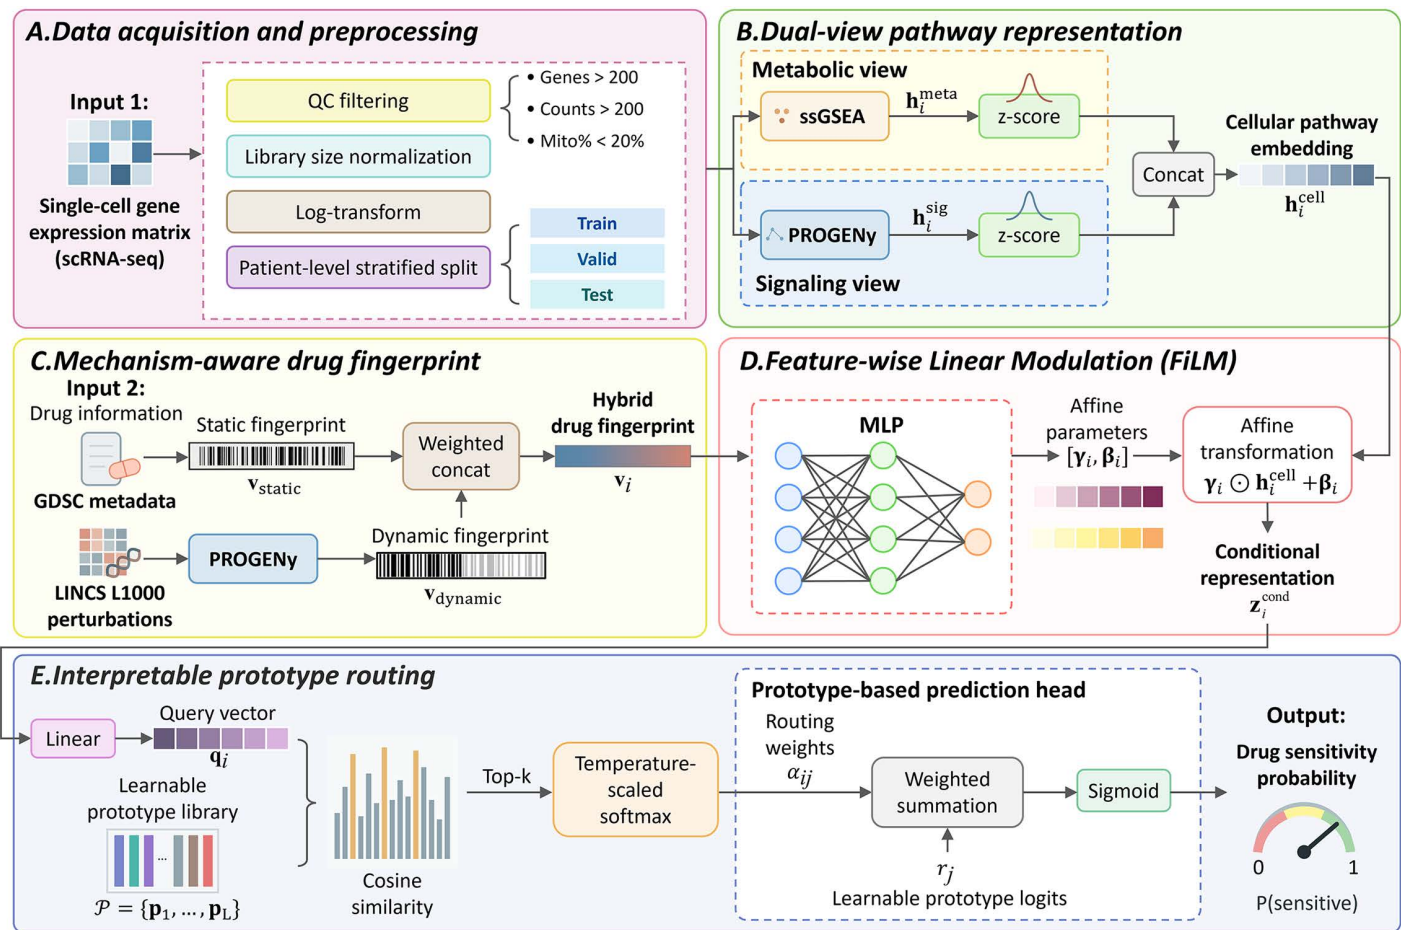 A.Data acquisition and preprocessing
Input 1:
Single-cell gene
expression matrix
(scRNA-seq)
QC filtering
• Genes > 200
• Counts > 200
• Mito% < 20%
Library size normalization
Log-transform
Patient-level stratified split
Train
Valid
Test
B.Dual-view pathway representation
Metabolic view
ssGSEA
h_i^meta
z-score
PROGENy
h_i^sig
z-score
Signaling view
Concat
Cellular pathway
embedding
h_i^cell
C.Mechanism-aware drug fingerprint
Input 2:
Drug information
GDSC metadata
Static fingerprint
v_static
Weighted
concat
Hybrid
drug fingerprint
v_i
LINCS L1000
perturbations
PROGENy
Dynamic fingerprint
v_dynamic
D.Feature-wise Linear Modulation (FiLM)
MLP
Affine
parameters
[γ_i, β_i]
Affine
transformation
γ_i ⊙ h_i^cell +β_i
Conditional
representation
z_i^cond
E.Interpretable prototype routing
Linear
Query vector
q_i
Learnable
prototype library
...
𝒫 = {p_1, ..., p_L}
Cosine
similarity
Top-k
Temperature-
scaled
softmax
Prototype-based prediction head
Routing
weights
α_ij
Weighted
summation
r_j
Learnable prototype logits
Sigmoid
Output:
Drug sensitivity
probability
0
1
P(sensitive)